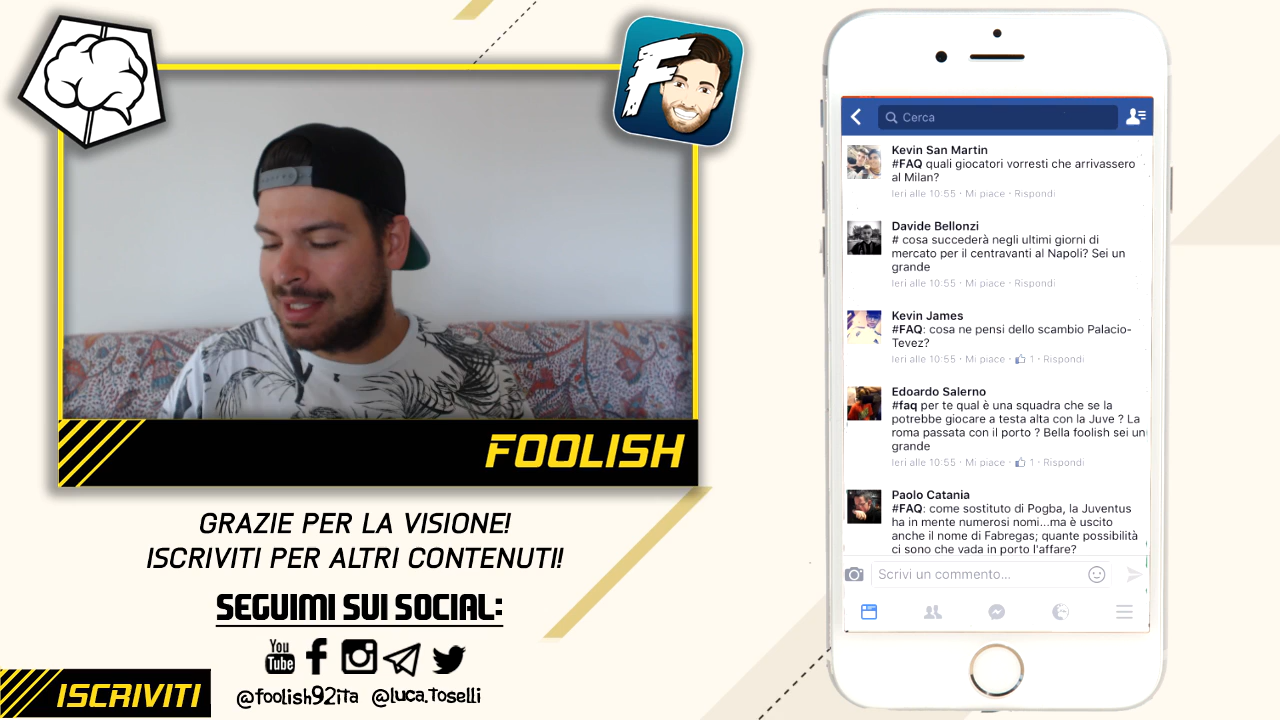 F
FOOLISH
GRAZIE PER LA VISIONE!
ISCRIVITI PER ALTRI CONTENUTI!
SEGUIMI SUI SOCIAL:
You
Tube
@foolish92ita @luca.toselli
ISCRIVITI
Cerca
Kevin San Martin
#FAQ quali giocatori vorresti che arrivassero
al Milan?
Ieri alle 10:55 · Mi piace · Rispondi
Davide Bellonzi
# cosa succederà negli ultimi giorni di
mercato per il centravanti al Napoli? Sei un
grande
Ieri alle 10:55 · Mi piace · Rispondi
Kevin James
#FAQ: cosa ne pensi dello scambio Palacio-
Tevez?
Ieri alle 10:55 · Mi piace · 1 · Rispondi
Edoardo Salerno
#faq per te qual è una squadra che se la
potrebbe giocare a testa alta con la Juve ? La
roma passata con il porto ? Bella foolish sei un
grande
Ieri alle 10:55 · Mi piace · 1 · Rispondi
Paolo Catania
#FAQ: come sostituto di Pogba, la Juventus
ha in mente numerosi nomi...ma è uscito
anche il nome di Fabregas; quante possibilità
ci sono che vada in porto l'affare?
Scrivi un commento...